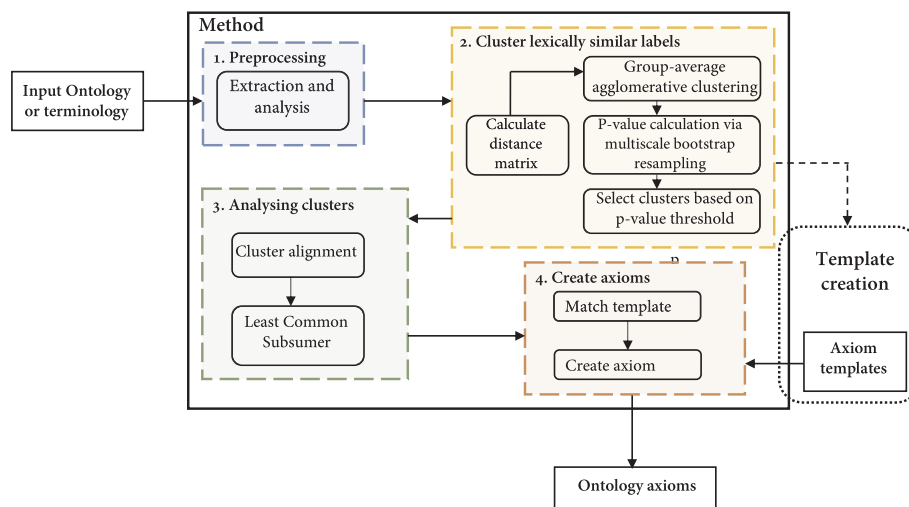 Method
1. Preprocessing
Extraction and
analysis
Input Ontology
or terminology
2. Cluster lexically similar labels
Group-average
agglomerative clustering
Calculate
distance
matrix
P-value calculation via
multiscale bootstrap
resampling
Select clusters based on
p-value threshold
3. Analysing clusters
Cluster alignment
Least Common
Subsumer
4. Create axioms
Match template
Create axiom
Template
creation
Axiom
templates
Ontology axioms